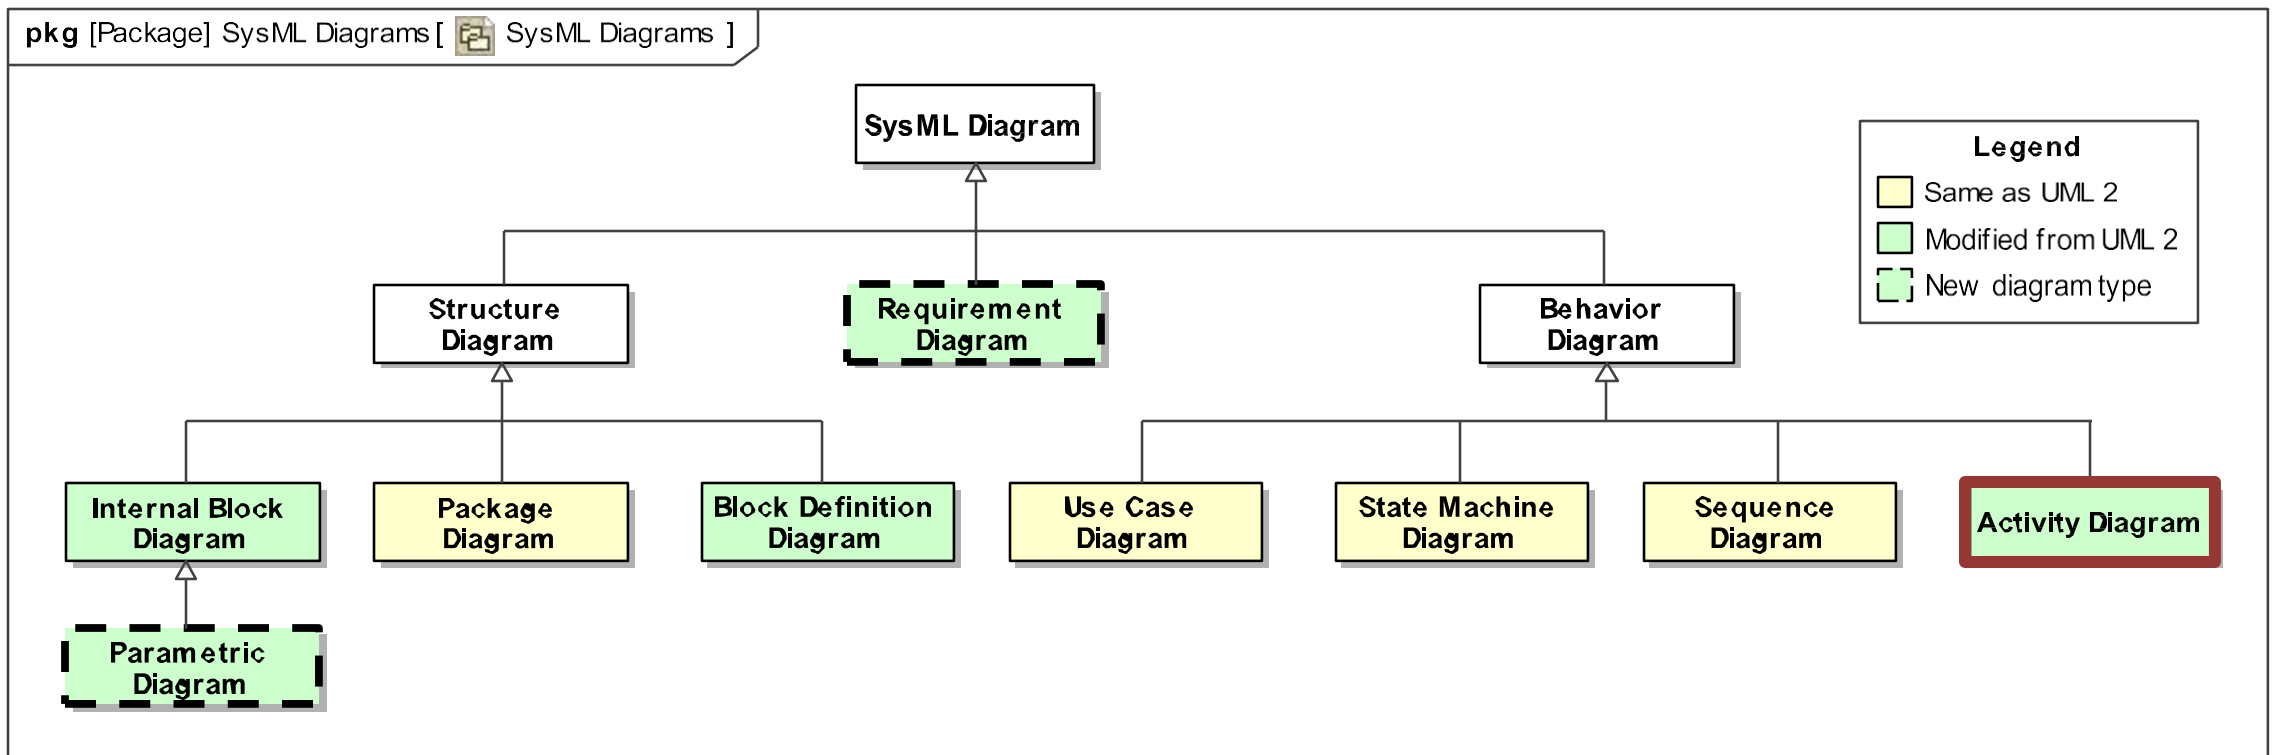 pkg [Package] SysML Diagrams [ SysML Diagrams ]
SysML Diagram
Legend
Same as UML 2
Modified from UML 2
New diagram type
Structure
Diagram
Requirement
Diagram
Behavior
Diagram
Internal Block
Diagram
Package
Diagram
Block Definition
Diagram
Use Case
Diagram
State Machine
Diagram
Sequence
Diagram
Activity Diagram
Parametric
Diagram